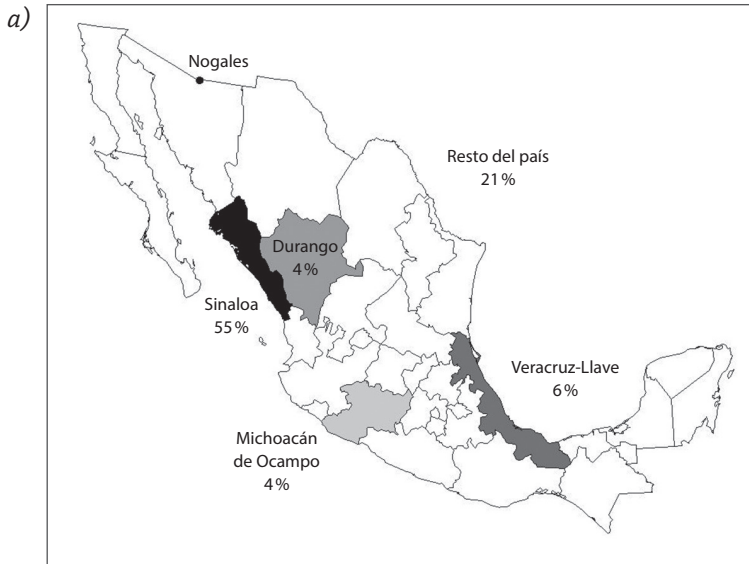 a)
Nogales
Resto del país
21 %
Durango
4 %
Sinaloa
55 %
Veracruz-Llave
6 %
Michoacán
de Ocampo
4 %